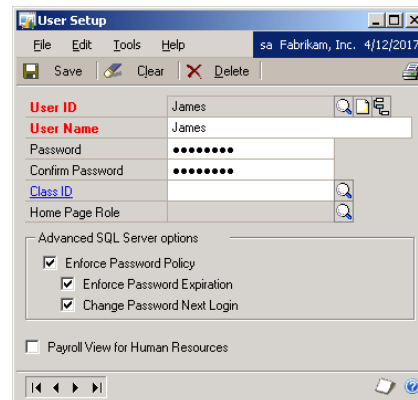 User Setup
File Edit Tools Help sa Fabrikam, Inc. 4/12/2017
Save Clear Delete
User ID James
User Name James
Password ●●●●●●●●
Confirm Password ●●●●●●●●
Class ID
Home Page Role
Advanced SQL Server options
Enforce Password Policy
Enforce Password Expiration
Change Password Next Login
Payroll View for Human Resources